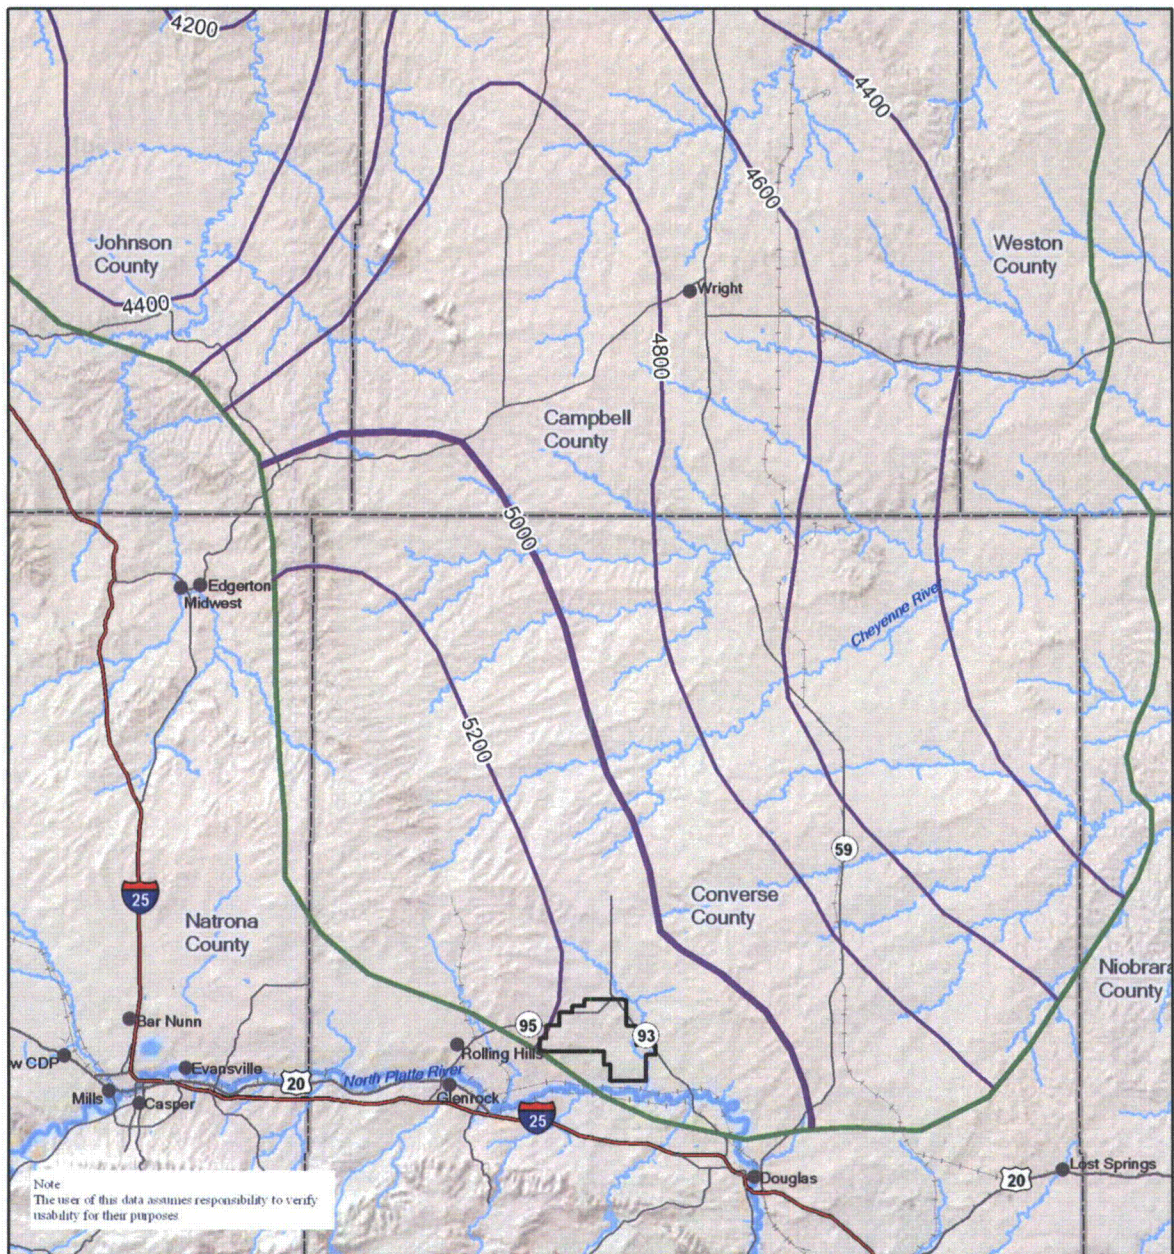 4200
4400
4600
Johnson
County
Weston
County
4400
Wright
4800
Campbell
County
5000
Edgerton
Midwest
Cheyenne River
5200
59
25
Converse
County
Natrona
County
Niobrara
County
Bar Nunn
95
93
Rolling Hills
w CDP
Evansville
20
North Platte River
Mills
Casper
Glenrock
25
Douglas
20
Lost Springs
Note
The user of this data assumes responsibility to verify
usability for their purposes